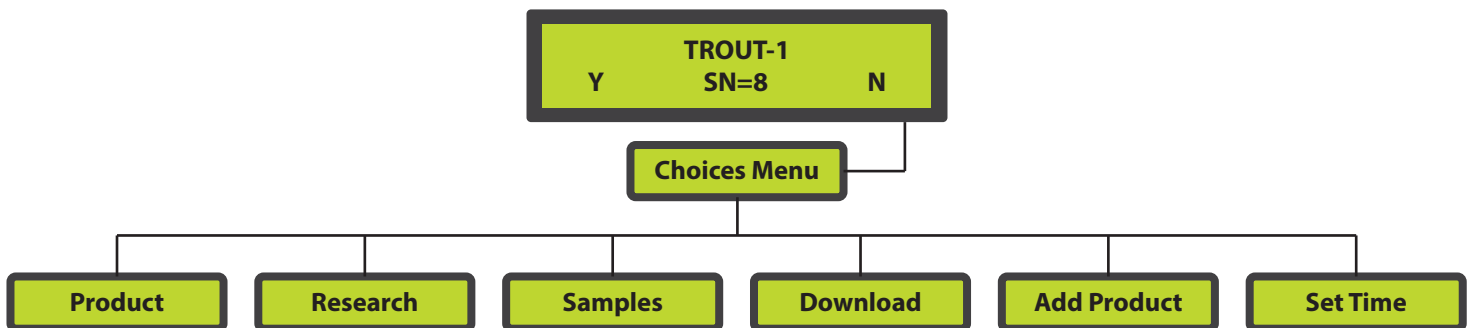 TROUT-1
Y SN=8 N
Choices Menu
Product Research Samples Download Add Product Set Time